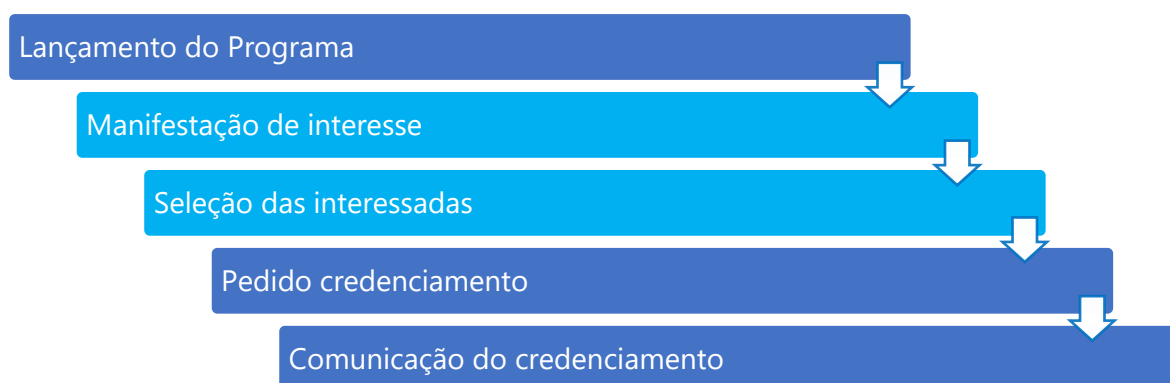 Lançamento do Programa
Manifestação de interesse
Seleção das interessadas
Pedido credenciamento
Comunicação do credenciamento